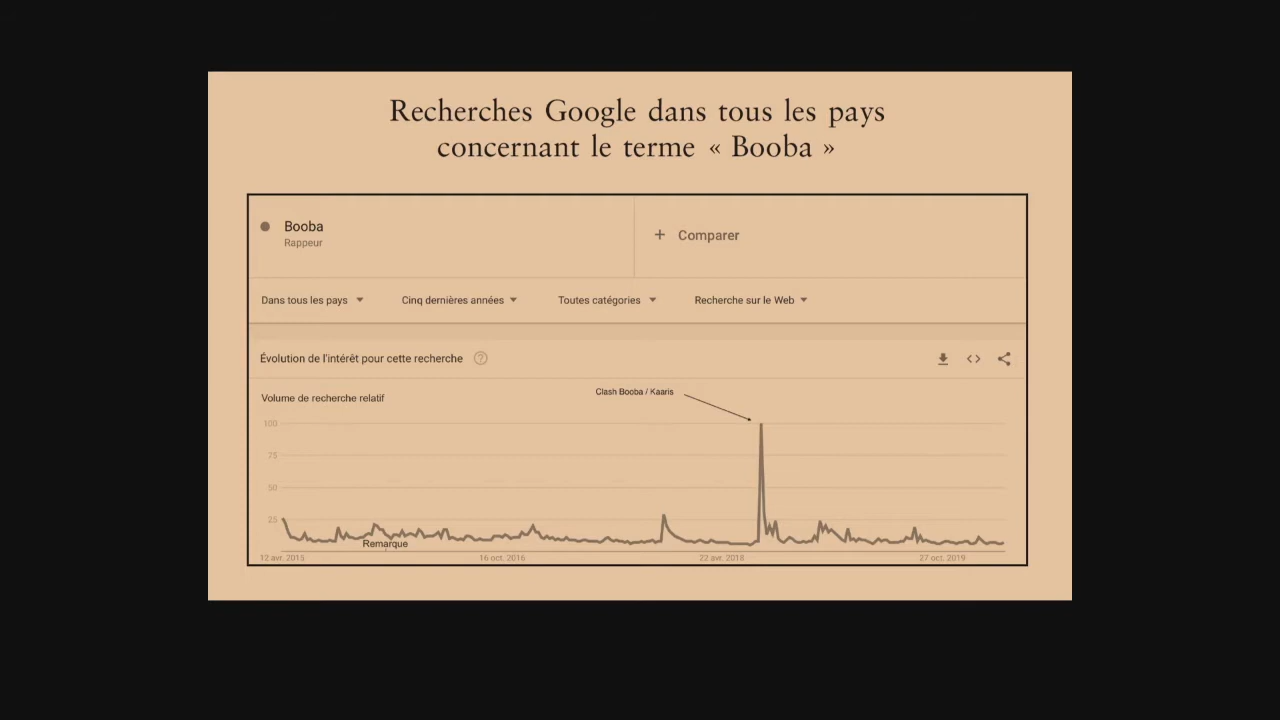 Recherches Google dans tous les pays
concernant le terme « Booba »
Booba
Rappeur
+ Comparer
Dans tous les pays
Cinq dernières années
Toutes catégories
Recherche sur le Web
Évolution de l'intérêt pour cette recherche ?
Clash Booba / Kaaris
Volume de recherche relatif
100
75
50
25
Remarque
12 avr. 2015
16 oct. 2016
22 avr. 2018
27 oct. 2019